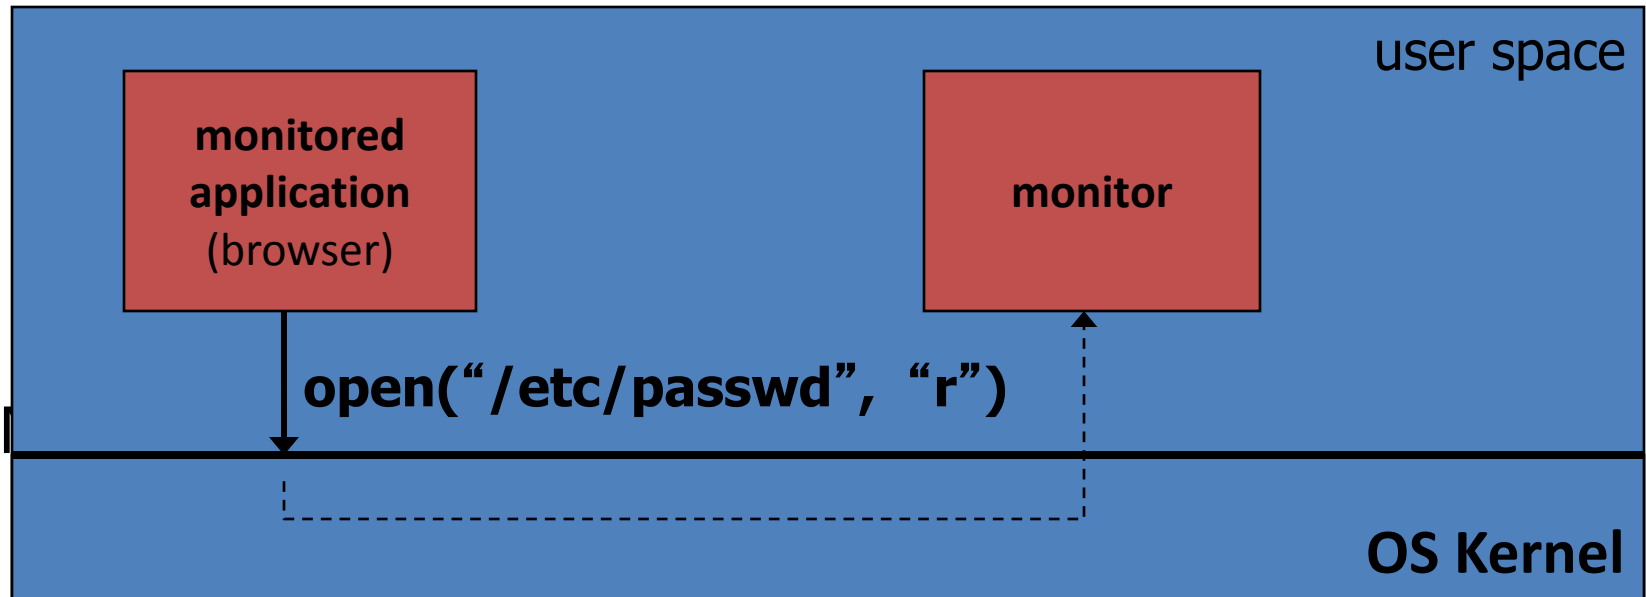 user space
monitored
application
(browser)
monitor
open(“/etc/passwd”, “r”)
OS Kernel